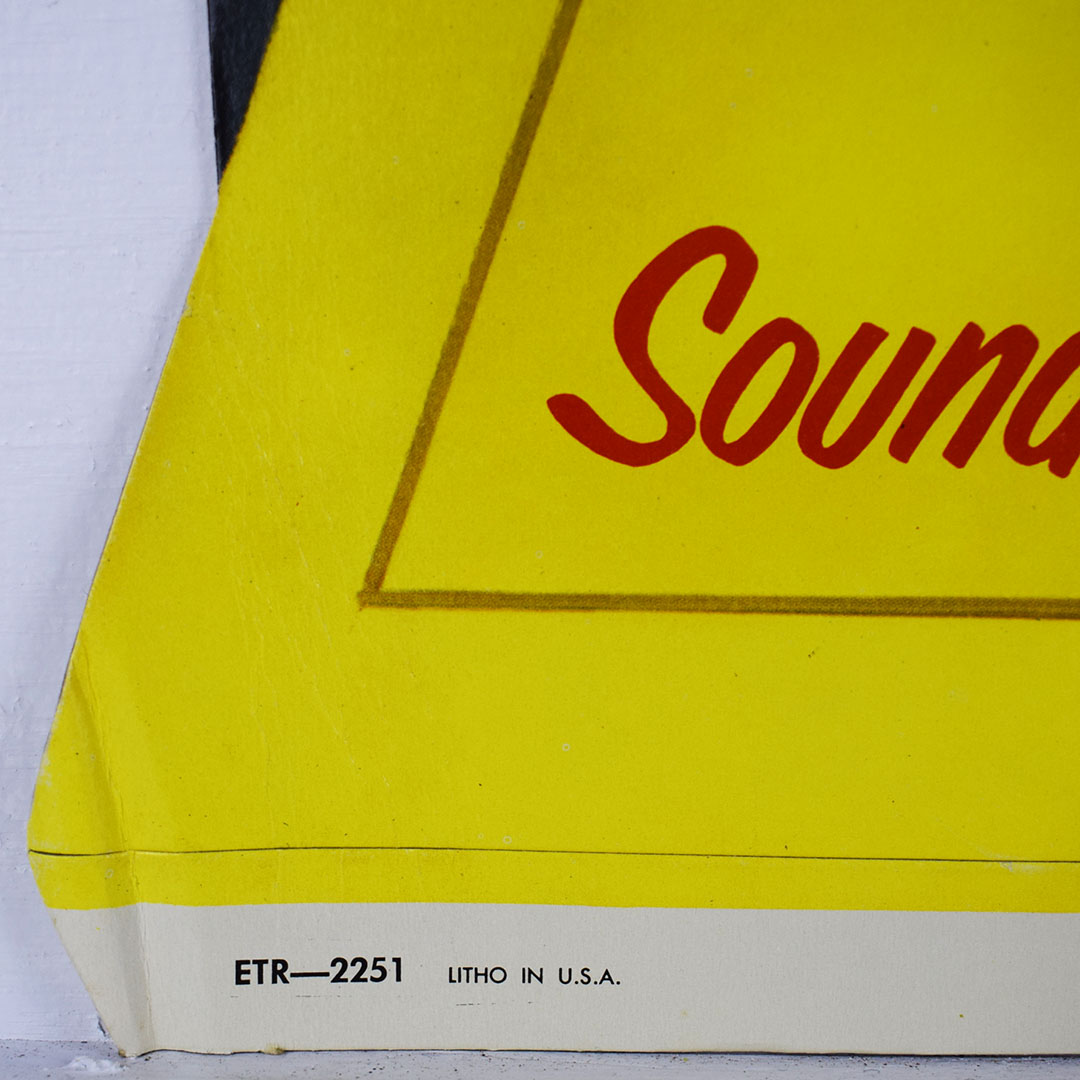 Sound
ETR—2251 LITHO IN U.S.A.